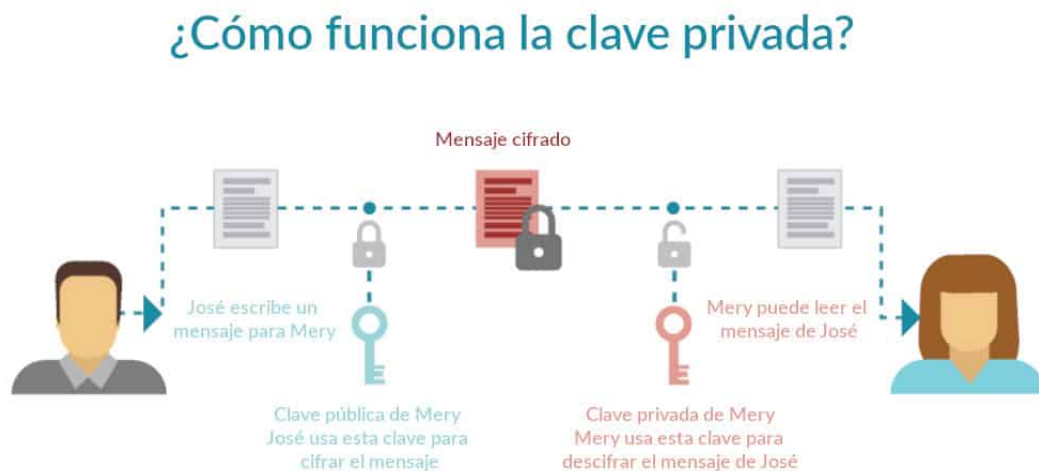 ¿Cómo funciona la clave privada?
Mensaje cifrado
José escribe un
mensaje para Mery
Mery puede leer el
mensaje de José
Clave pública de Mery
José usa esta clave para
cifrar el mensaje
Clave privada de Mery
Mery usa esta clave para
descifrar el mensaje de José